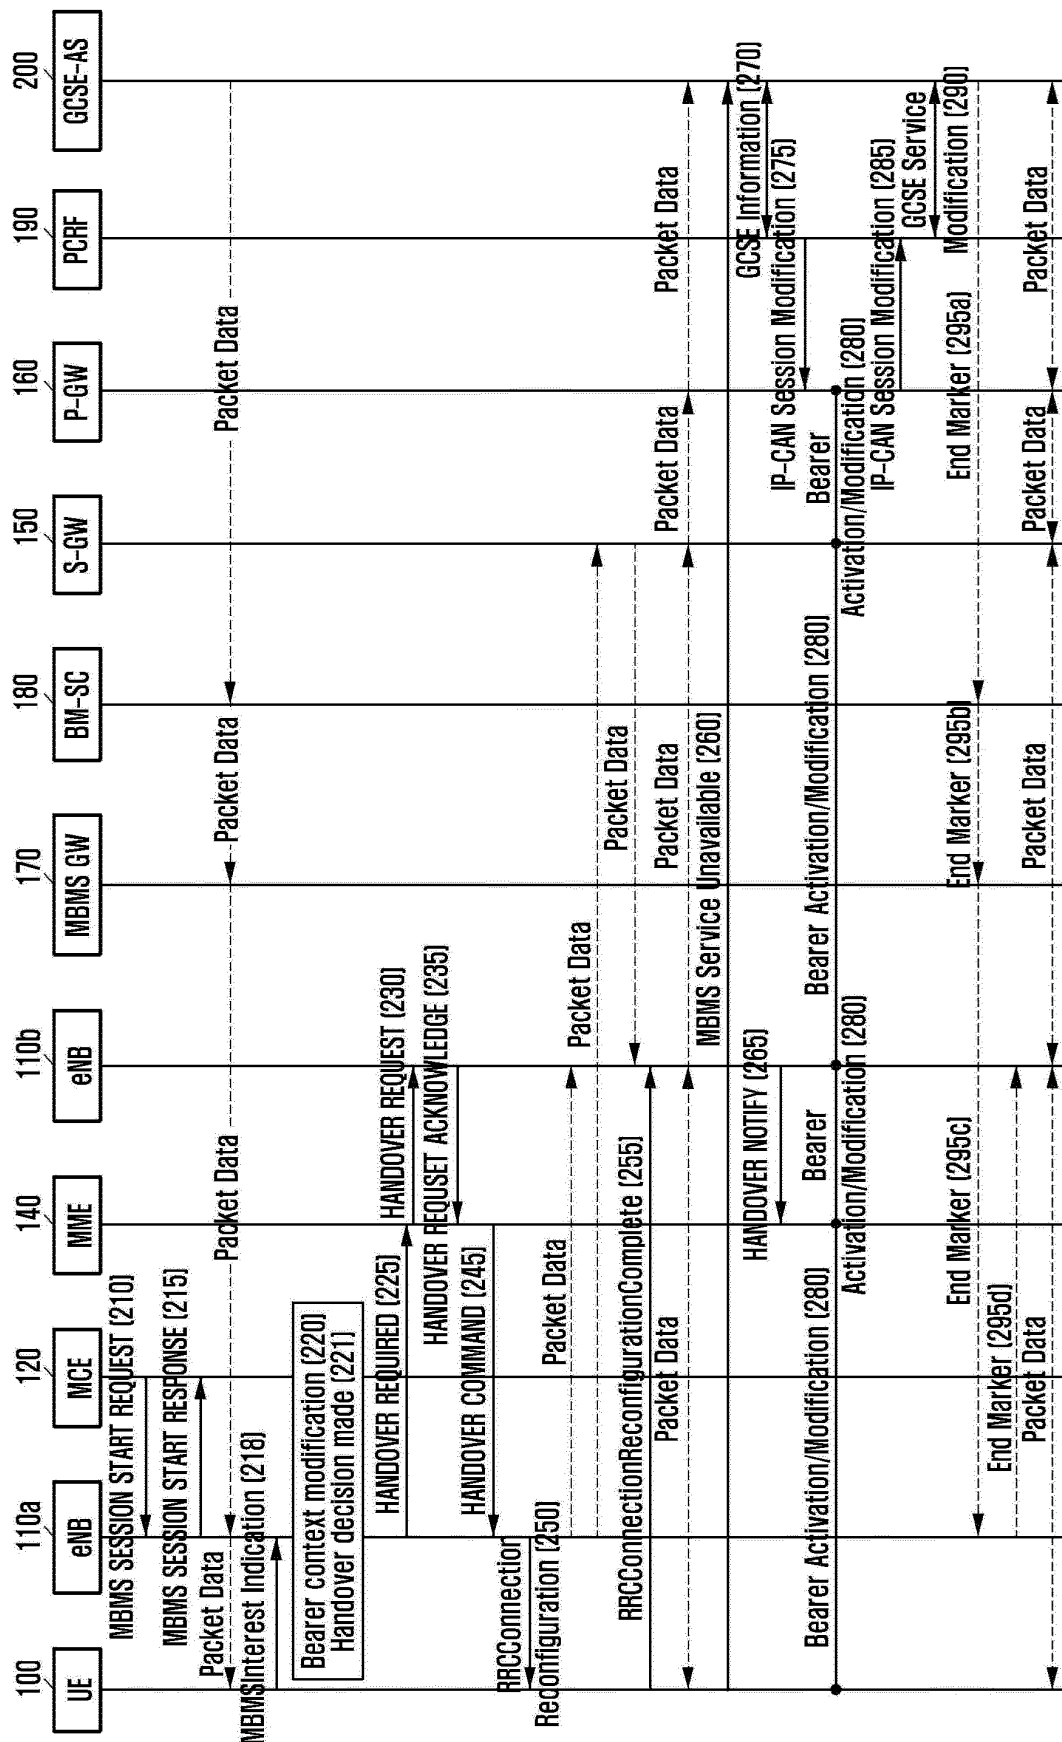 100
110a
120
140
110b
170
180
150
160
190
200
UE
eNB
MCE
MME
eNB
MBMS GW
BM-SC
S-GW
P-GW
PCRF
GCSE-AS
MBMS SESSION START REQUEST (210)
MBMS SESSION START RESPONSE (215)
Packet Data
Packet Data
Packet Data
Packet Data
MBMSInterest Indication (218)
Bearer context modification (220)
Handover decision made (221)
HANDOVER REQUIRED (225)
HANDOVER REQUEST (230)
HANDOVER REQUSET ACKNOWLEDGE (235)
HANDOVER COMMAND (245)
RRCConnection
Reconfiguration (250)
Packet Data
Packet Data
Packet Data
RRCConnectionReconfigurationComplete (255)
Packet Data
Packet Data
Packet Data
Packet Data
MBMS Service Unavailable (260)
GCSE Information (270)
HANDOVER NOTIFY (265)
IP-CAN Session Modification (275)
Bearer Activation/Modification (280)
Bearer
Activation/Modification (280)
Bearer Activation/Modification (280)
Bearer
Activation/Modification (280)
IP-CAN Session Modification (285)
GCSE Service
Modification (290)
End Marker (295a)
End Marker (295b)
End Marker (295c)
End Marker (295d)
Packet Data
Packet Data
Packet Data
Packet Data